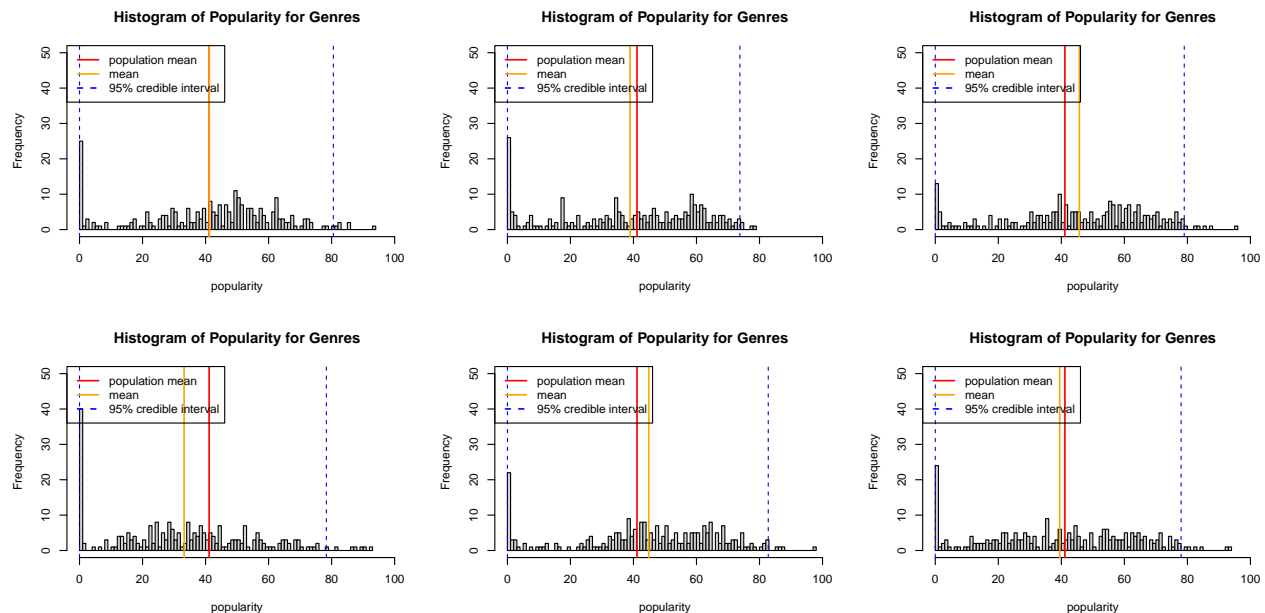 Histogram of Popularity for Genres
population mean
mean
95% credible interval
Frequency
50
40
30
20
10
0
0 20 40 60 80 100
popularity
Histogram of Popularity for Genres
population mean
mean
95% credible interval
Frequency
50
40
30
20
10
0
0 20 40 60 80 100
popularity
Histogram of Popularity for Genres
population mean
mean
95% credible interval
Frequency
50
40
30
20
10
0
0 20 40 60 80 100
popularity
Histogram of Popularity for Genres
population mean
mean
95% credible interval
Frequency
50
40
30
20
10
0
0 20 40 60 80 100
popularity
Histogram of Popularity for Genres
population mean
mean
95% credible interval
Frequency
50
40
30
20
10
0
0 20 40 60 80 100
popularity
Histogram of Popularity for Genres
population mean
mean
95% credible interval
Frequency
50
40
30
20
10
0
0 20 40 60 80 100
popularity